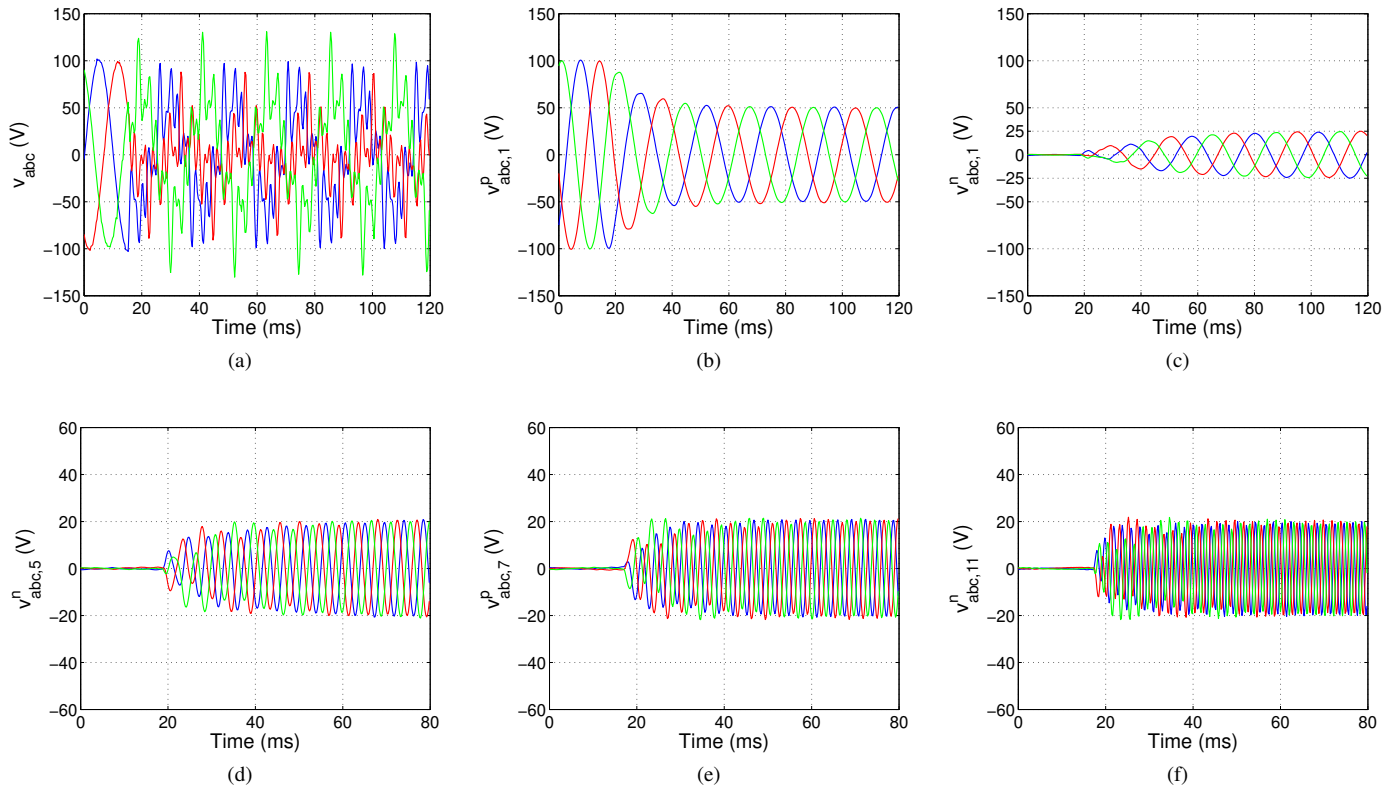 150
100
50
0
−50
−100
−150
v_abc (V)
0 20 40 60 80 100 120
Time (ms)
(a)
150
100
50
0
−50
−100
−150
v^p_abc,1 (V)
0 20 40 60 80 100 120
Time (ms)
(b)
150
100
50
25
0
−25
−50
−100
−150
v^n_abc,1 (V)
0 20 40 60 80 100 120
Time (ms)
(c)
60
40
20
0
−20
−40
−60
v^n_abc,5 (V)
0 20 40 60 80
Time (ms)
(d)
60
40
20
0
−20
−40
−60
v^p_abc,7 (V)
0 20 40 60 80
Time (ms)
(e)
60
40
20
0
−20
−40
−60
v^n_abc,11 (V)
0 20 40 60 80
Time (ms)
(f)